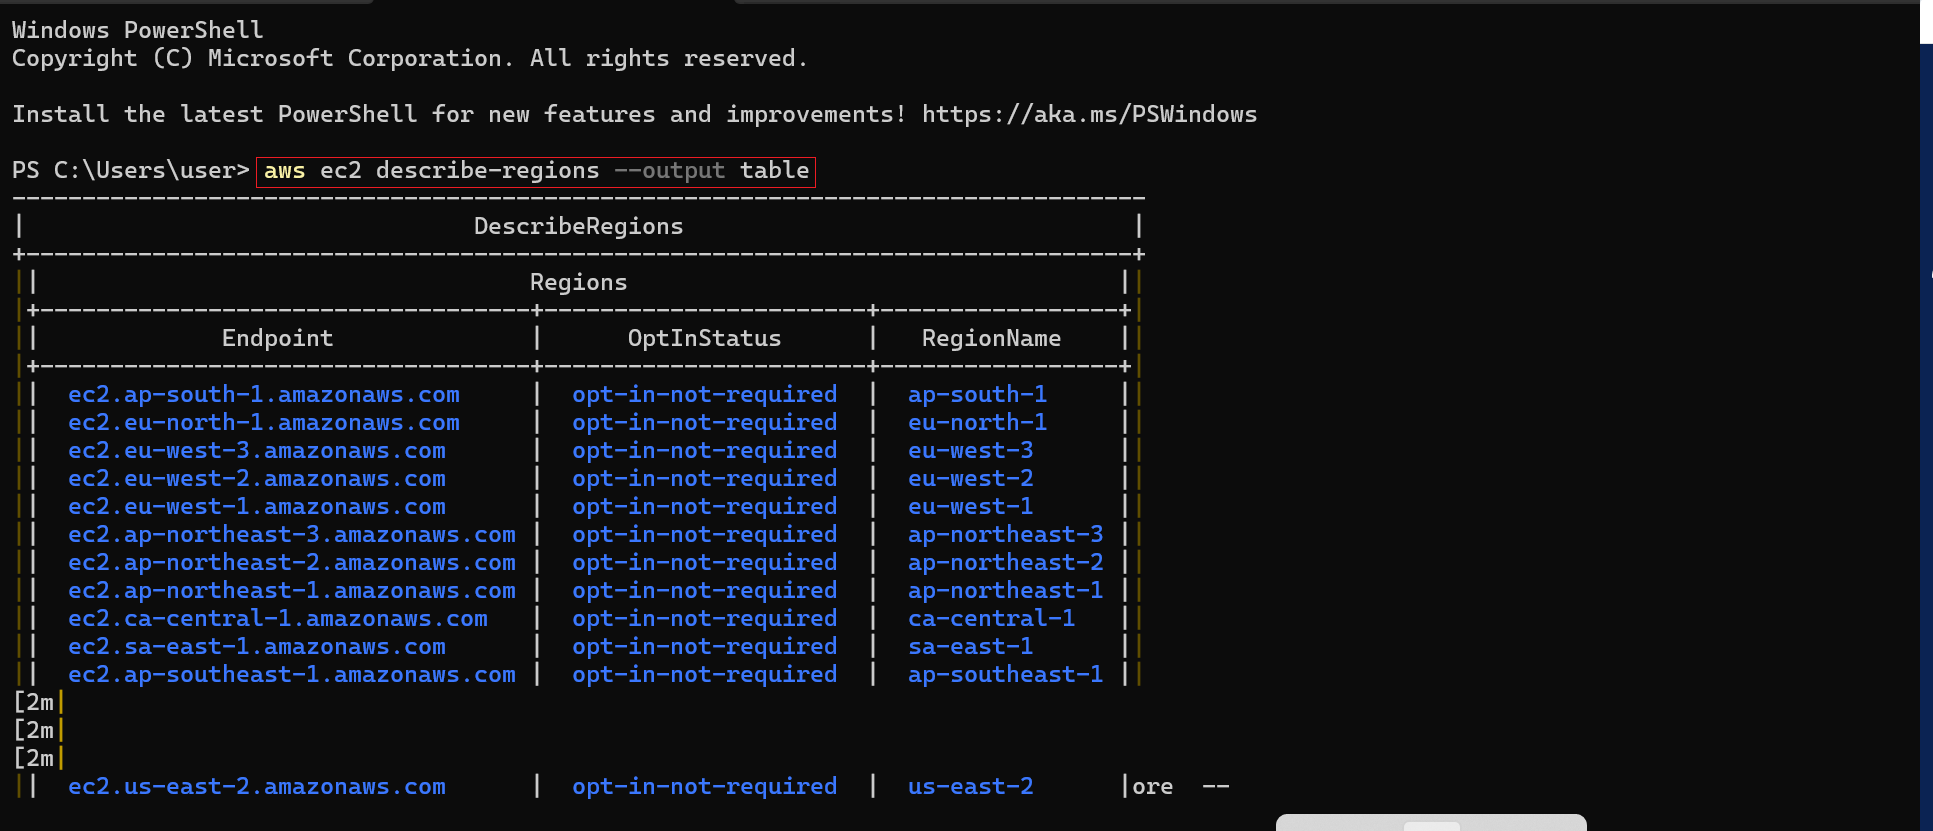 Windows PowerShell
Copyright (C) Microsoft Corporation. All rights reserved.
Install the latest PowerShell for new features and improvements! https://aka.ms/PSWindows
PS C:\Users\user> aws ec2 describe-regions --output table
-----------------------------------------------------------------------------------
| DescribeRegions |
+---------------------------------------------------------------------------------+
|| Regions ||
|+------------------------------------+-----------------------+-----------------+|
|| Endpoint | OptInStatus | RegionName ||
|+------------------------------------+-----------------------+-----------------+|
|| ec2.ap-south-1.amazonaws.com | opt-in-not-required | ap-south-1 ||
|| ec2.eu-north-1.amazonaws.com | opt-in-not-required | eu-north-1 ||
|| ec2.eu-west-3.amazonaws.com | opt-in-not-required | eu-west-3 ||
|| ec2.eu-west-2.amazonaws.com | opt-in-not-required | eu-west-2 ||
|| ec2.eu-west-1.amazonaws.com | opt-in-not-required | eu-west-1 ||
|| ec2.ap-northeast-3.amazonaws.com | opt-in-not-required | ap-northeast-3 ||
|| ec2.ap-northeast-2.amazonaws.com | opt-in-not-required | ap-northeast-2 ||
|| ec2.ap-northeast-1.amazonaws.com | opt-in-not-required | ap-northeast-1 ||
|| ec2.ca-central-1.amazonaws.com | opt-in-not-required | ca-central-1 ||
|| ec2.sa-east-1.amazonaws.com | opt-in-not-required | sa-east-1 ||
|| ec2.ap-southeast-1.amazonaws.com | opt-in-not-required | ap-southeast-1 ||
[2m|
[2m|
[2m|
|| ec2.us-east-2.amazonaws.com | opt-in-not-required | us-east-2 |ore --